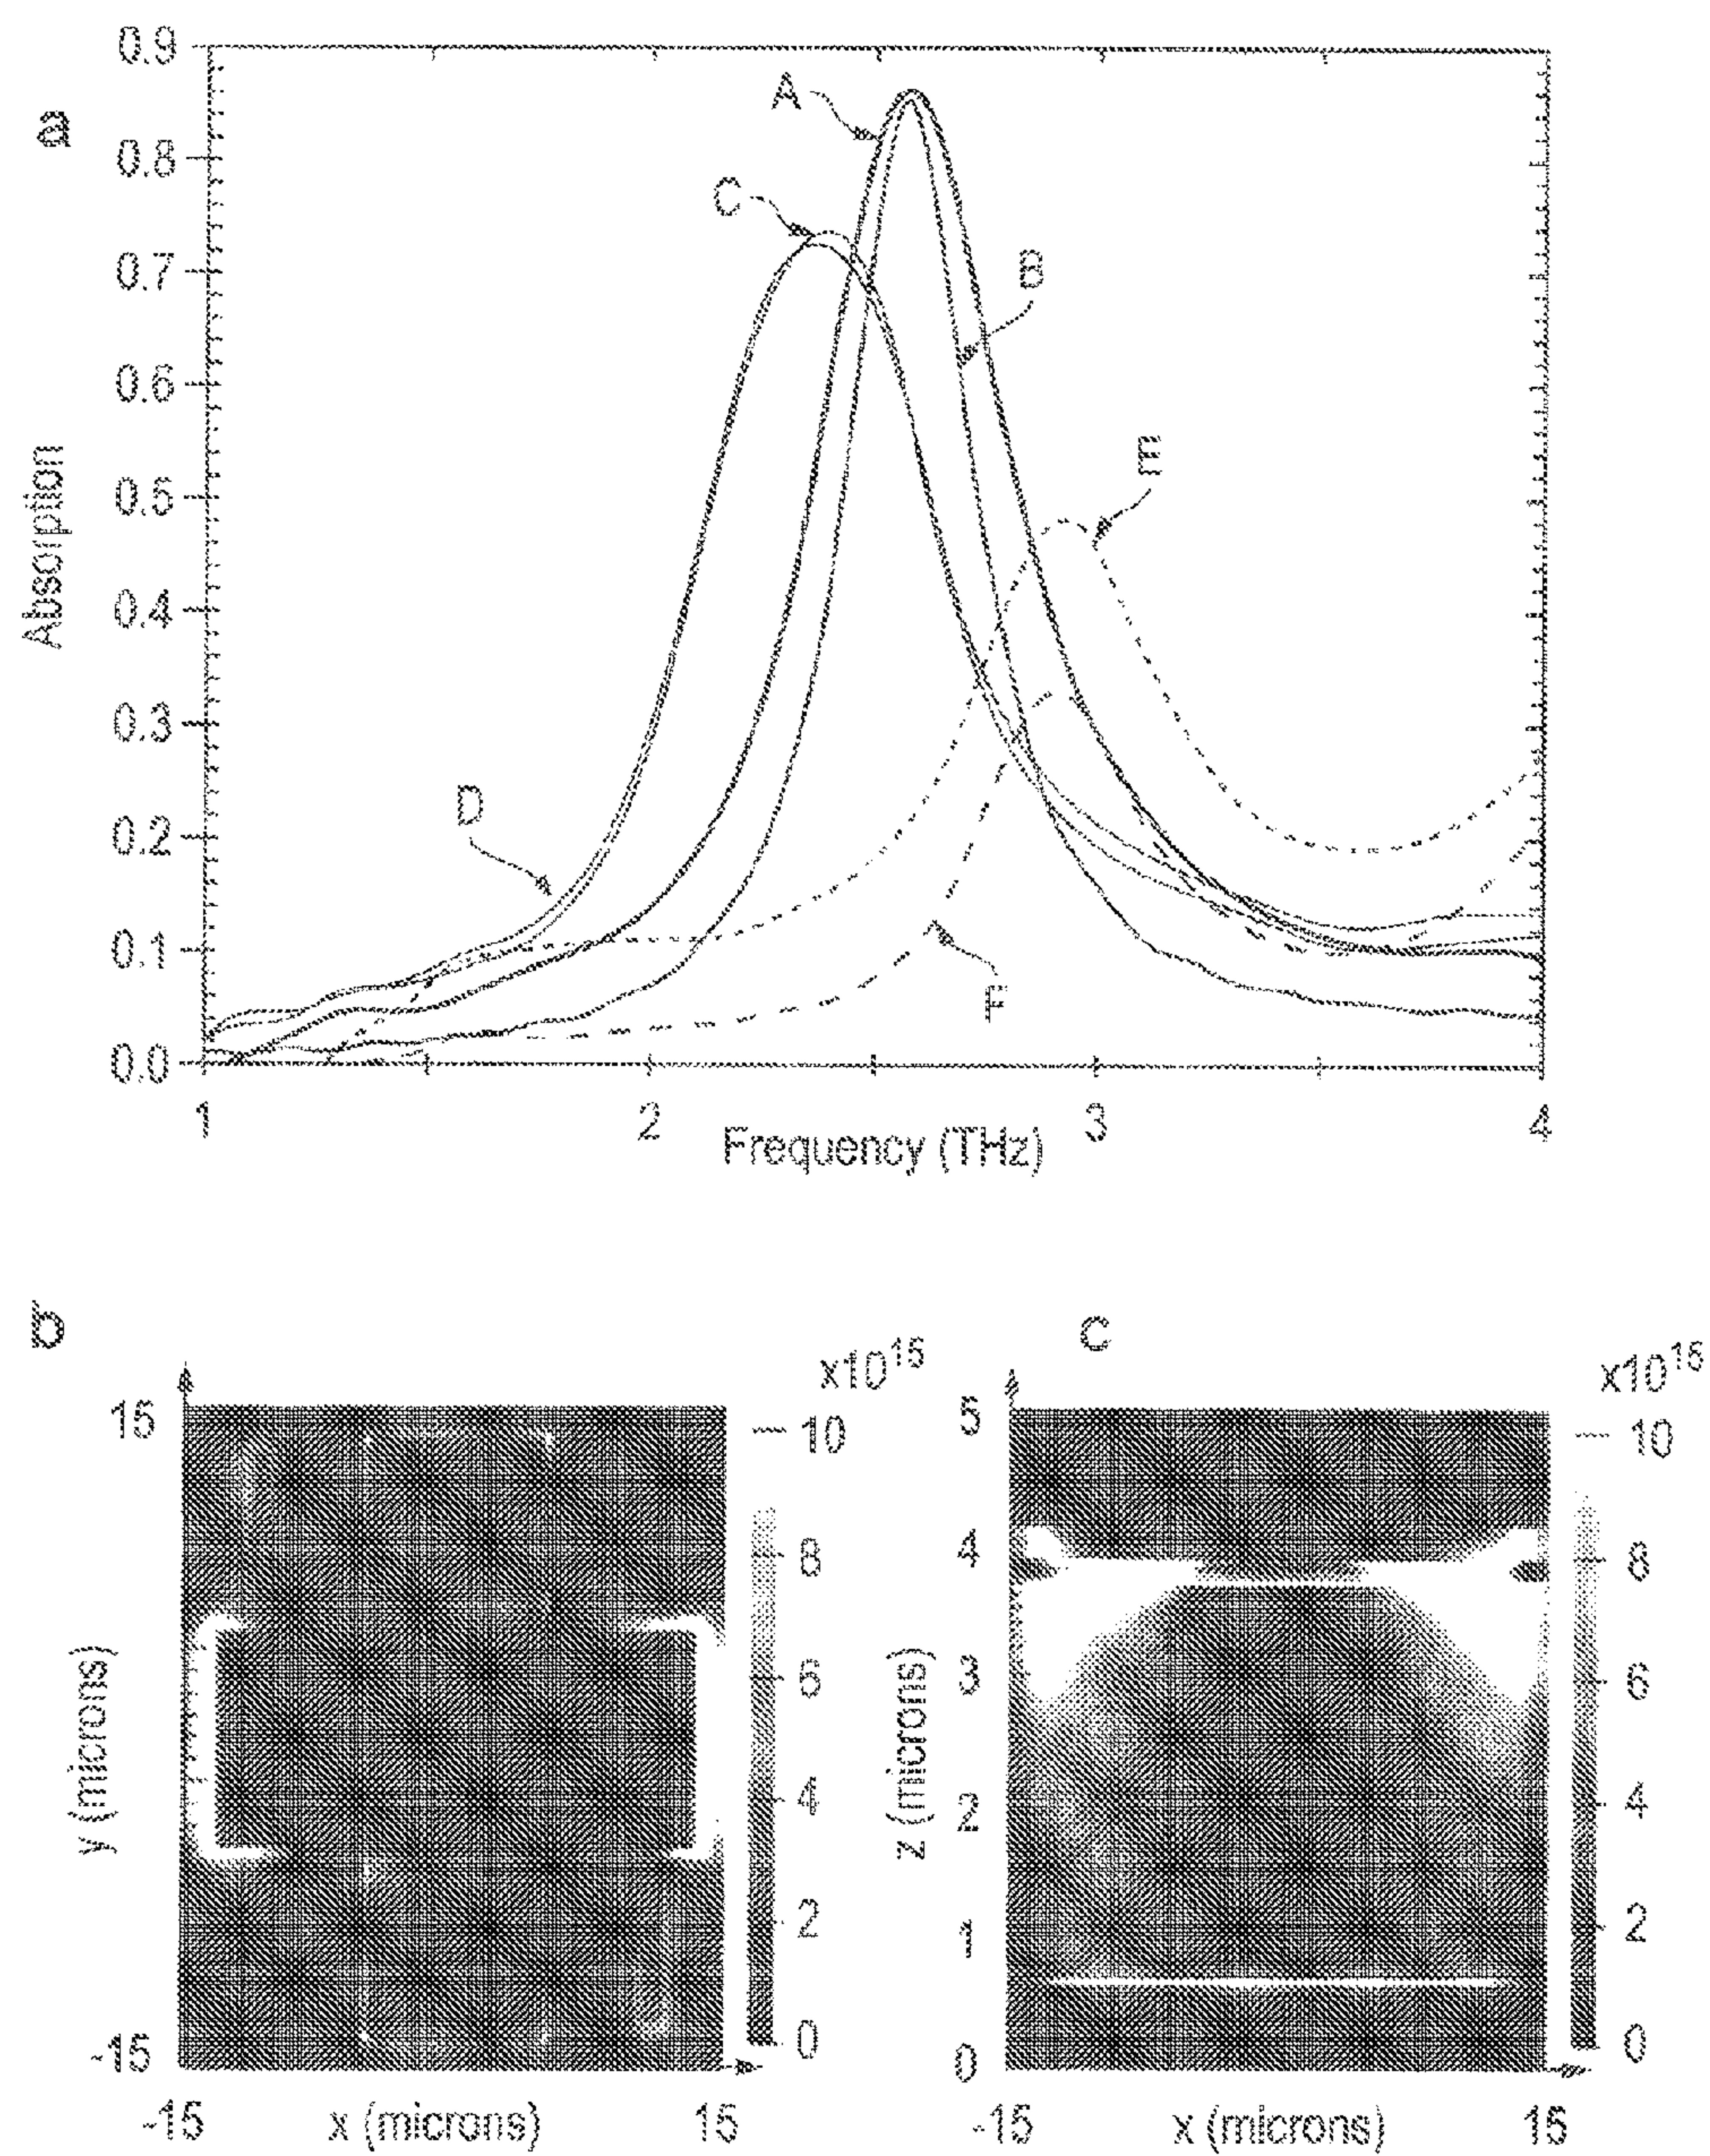 a
0.9
0.8
0.7
0.6
0.5
0.4
0.3
0.2
0.1
0.0
Absorption
A
C
B
E
D
F
1
2
3
4
Frequency (THz)
b
x10¹⁵
15
-15
y (microns)
10
8
6
4
2
0
-15
x (microns)
15
c
x10¹⁵
5
4
3
2
1
0
z (microns)
10
8
6
4
2
0
-15
x (microns)
15